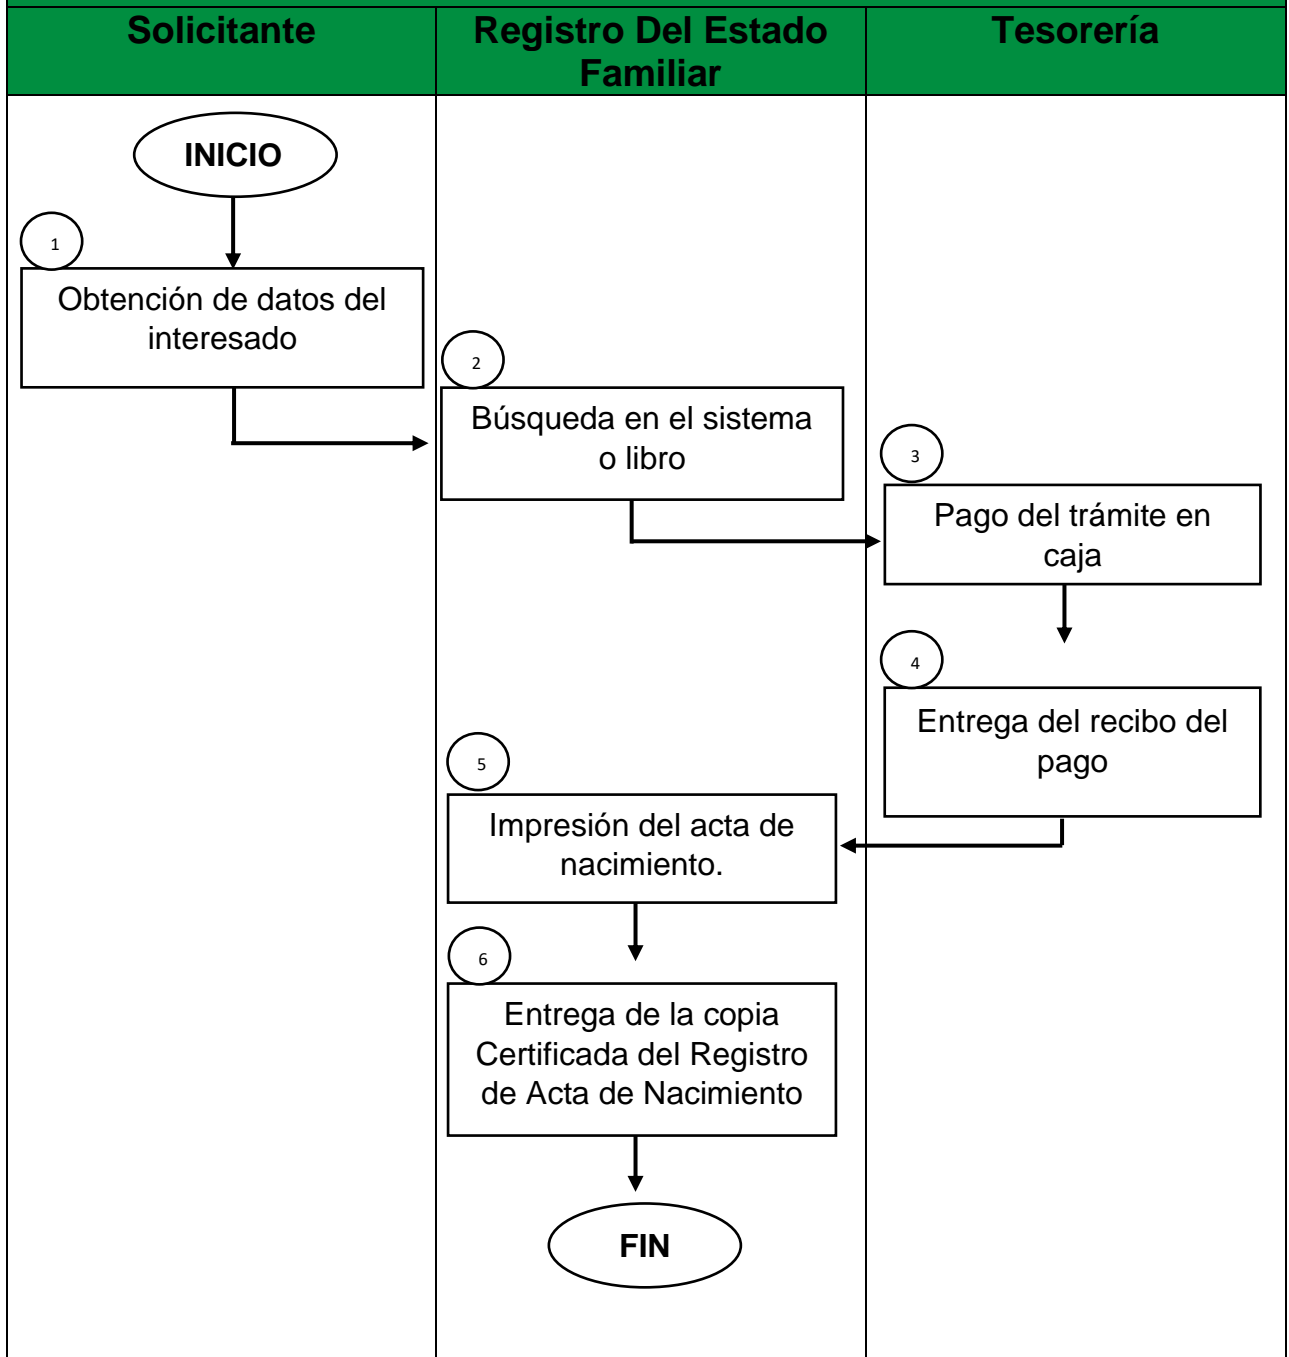 Solicitante
Registro Del Estado
Familiar
Tesorería
INICIO
1
Obtención de datos del
interesado
2
Búsqueda en el sistema
o libro
3
Pago del trámite en
caja
4
Entrega del recibo del
pago
5
Impresión del acta de
nacimiento.
6
Entrega de la copia
Certificada del Registro
de Acta de Nacimiento
FIN